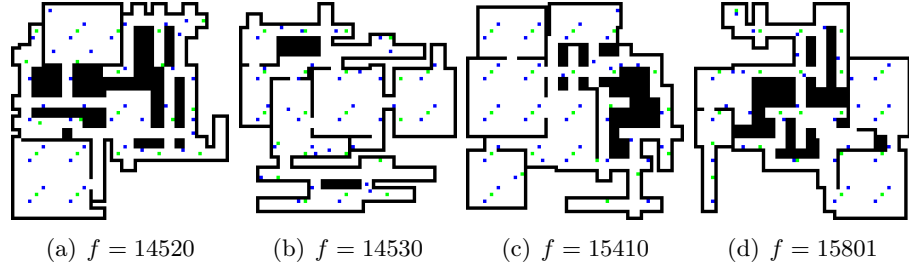 (a) f = 14520 (b) f = 14530 (c) f = 15410 (d) f = 15801